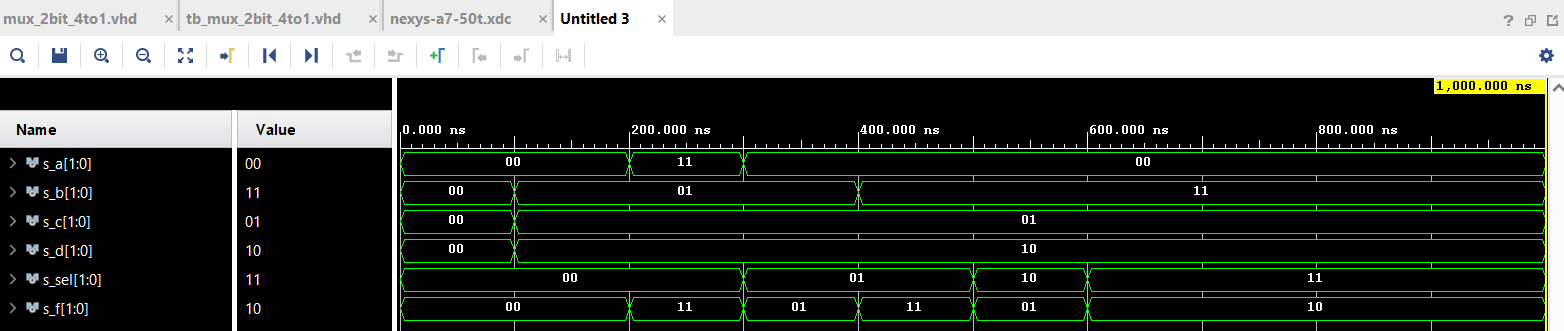 mux_2bit_4to1.vhd × tb_mux_2bit_4to1.vhd × nexys-a7-50t.xdc × Untitled 3 × ?
1,000.000 ns
Name Value 0.000 ns 200.000 ns 400.000 ns 600.000 ns 800.000 ns
s_a[1:0] 00 00 11 00
s_b[1:0] 11 00 01 11
s_c[1:0] 01 00 01
s_d[1:0] 10 00 10
s_sel[1:0] 11 00 01 10 11
s_f[1:0] 10 00 11 01 11 01 10